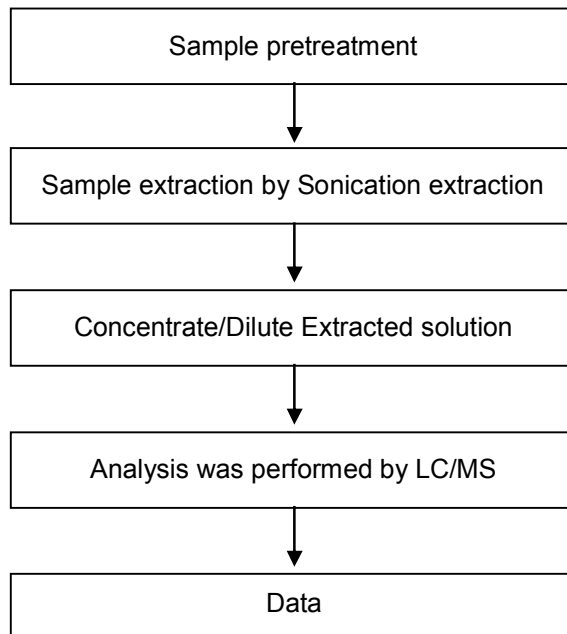 Sample pretreatment
Sample extraction by Sonication extraction
Concentrate/Dilute Extracted solution
Analysis was performed by LC/MS
Data